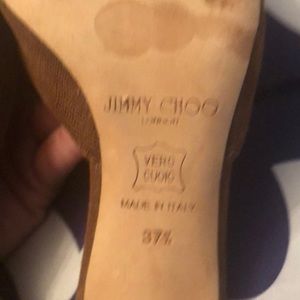 JIMMY CHOO
LONDON
VERO
CUOIO
MADE IN ITALY
37½